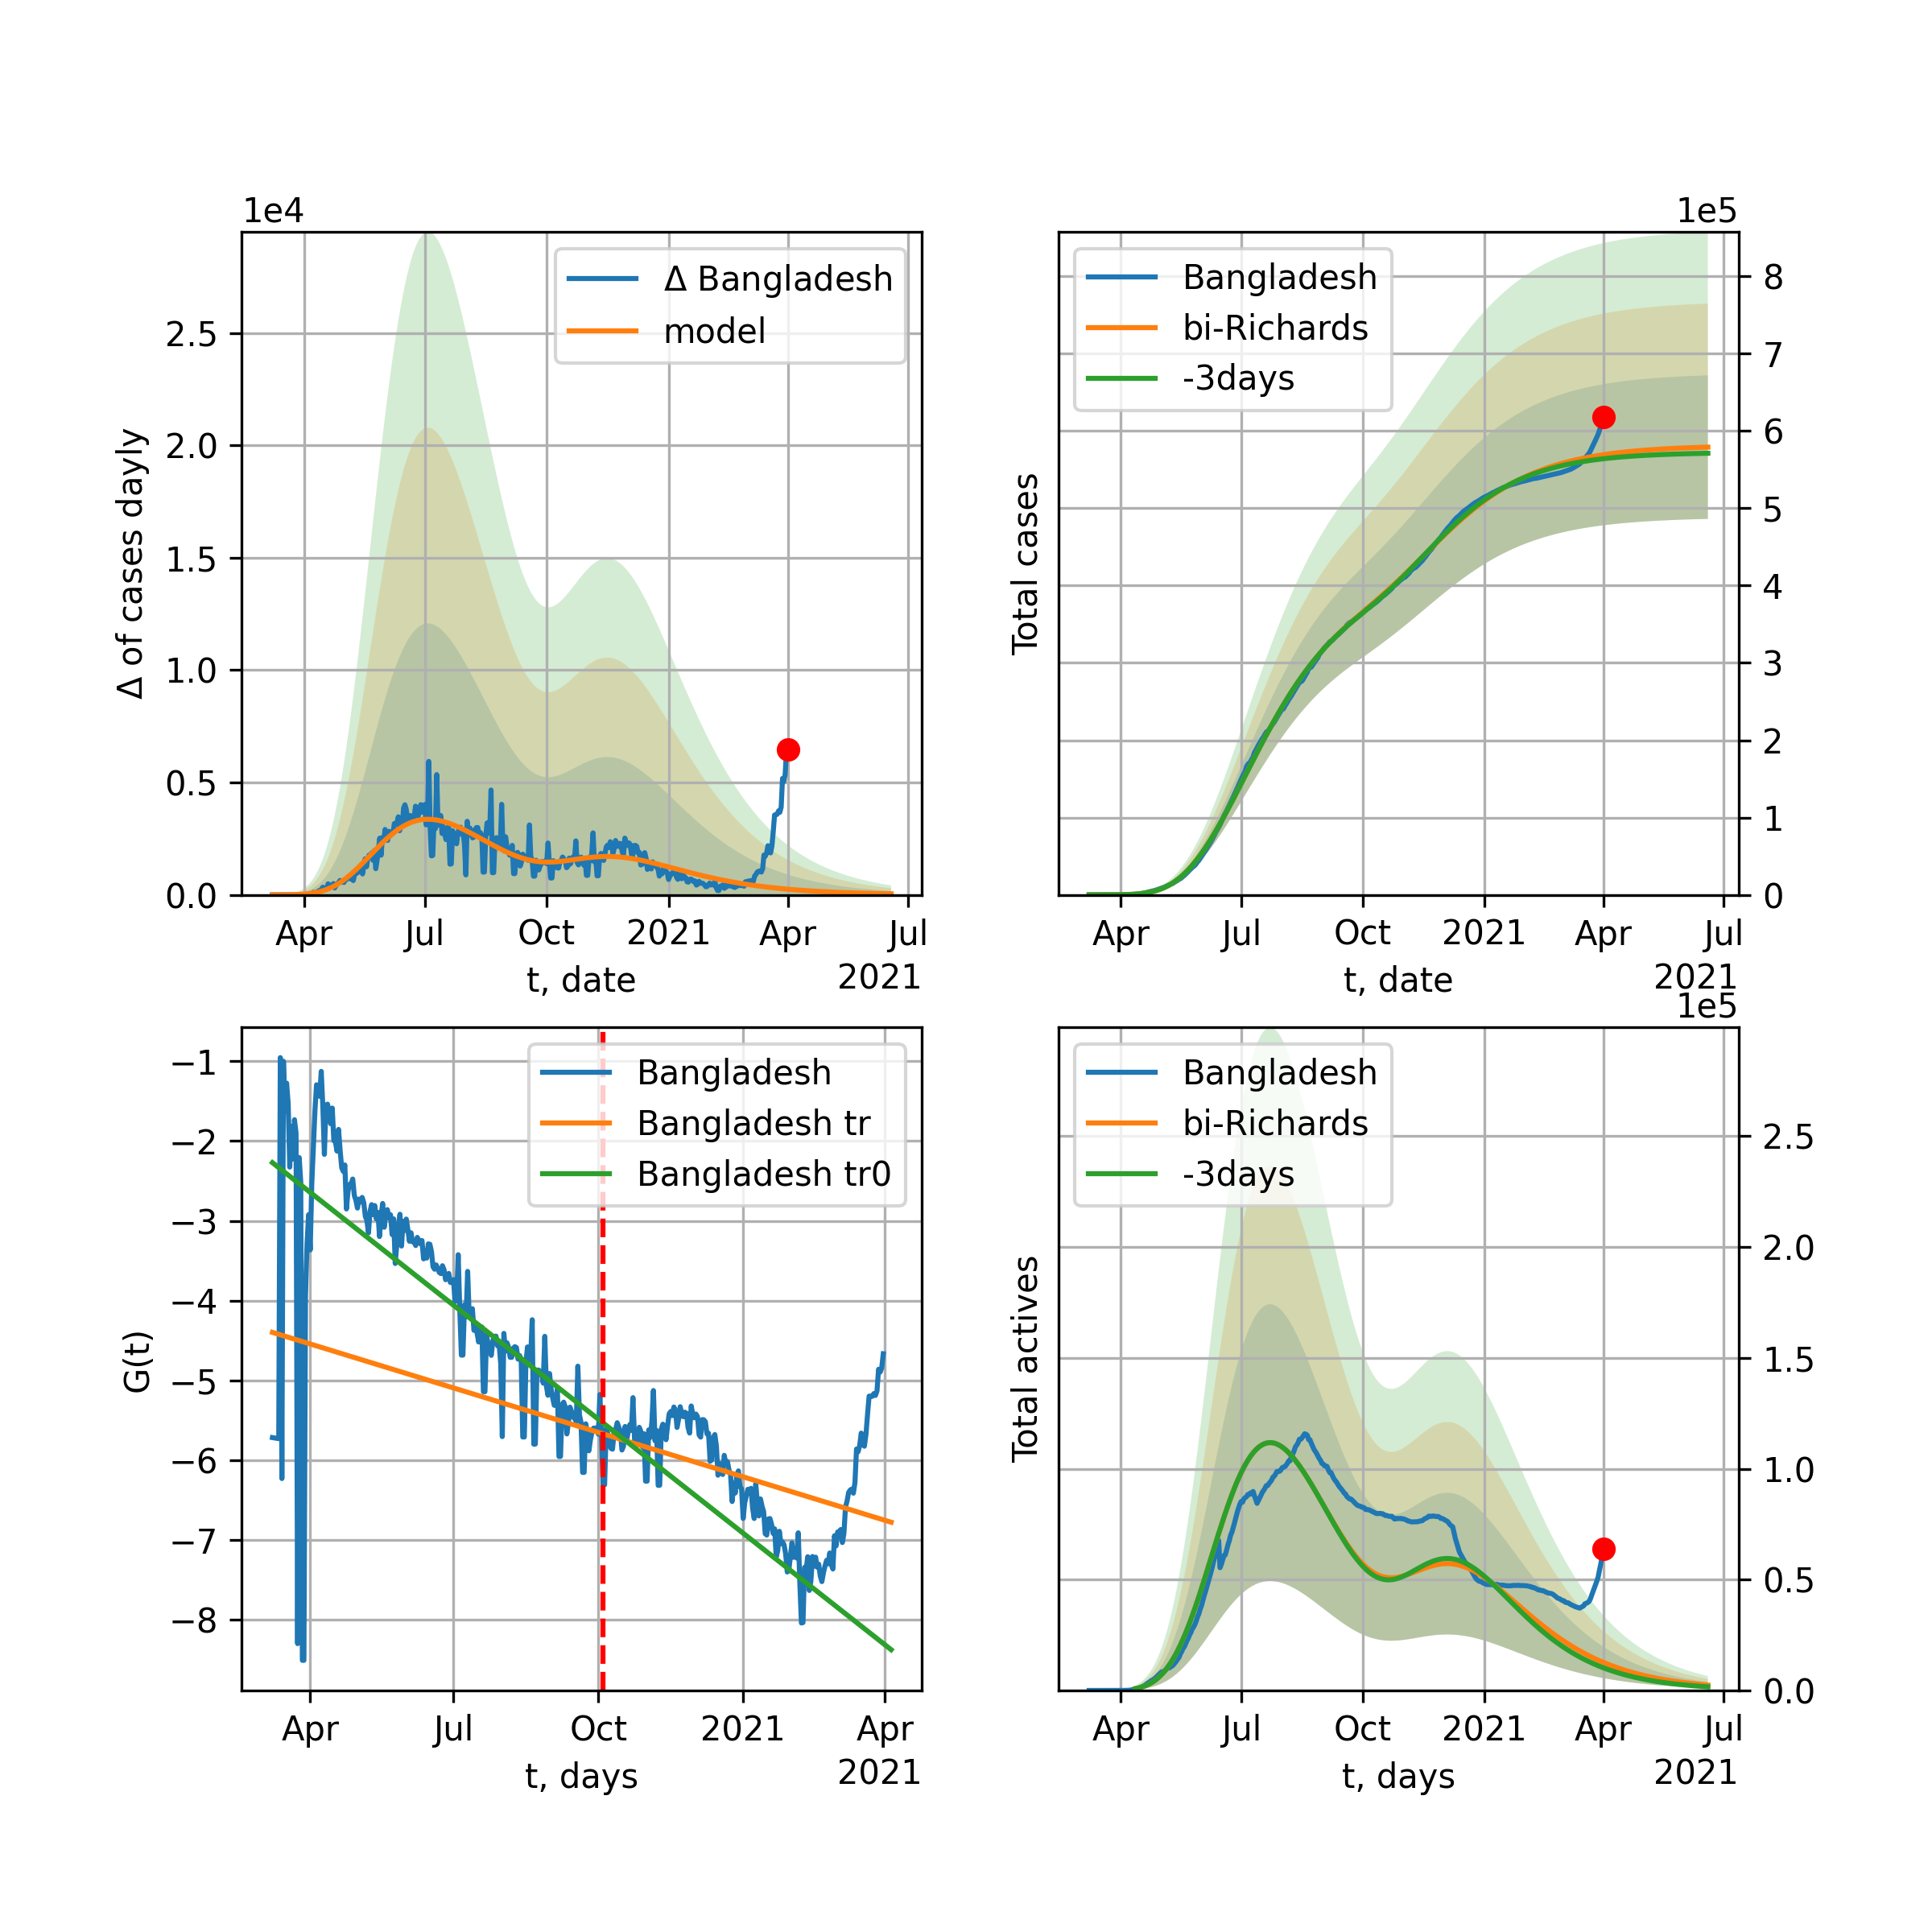 1e4
Δ Bangladesh
model
2.5
2.0
1.5
1.0
0.5
0.0
Δ of cases dayly
Apr Jul Oct 2021 Apr Jul
t, date 2021
1e5
Bangladesh
bi-Richards
-3days
8
7
6
5
4
3
2
1
0
Total cases
Apr Jul Oct 2021 Apr Jul
t, date 2021
Bangladesh
Bangladesh tr
Bangladesh tr0
−1
−2
−3
−4
−5
−6
−7
−8
G(t)
Apr Jul Oct 2021 Apr
t, days 2021
1e5
Bangladesh
bi-Richards
-3days
2.5
2.0
1.5
1.0
0.5
0.0
Total actives
Apr Jul Oct 2021 Apr Jul
t, days 2021